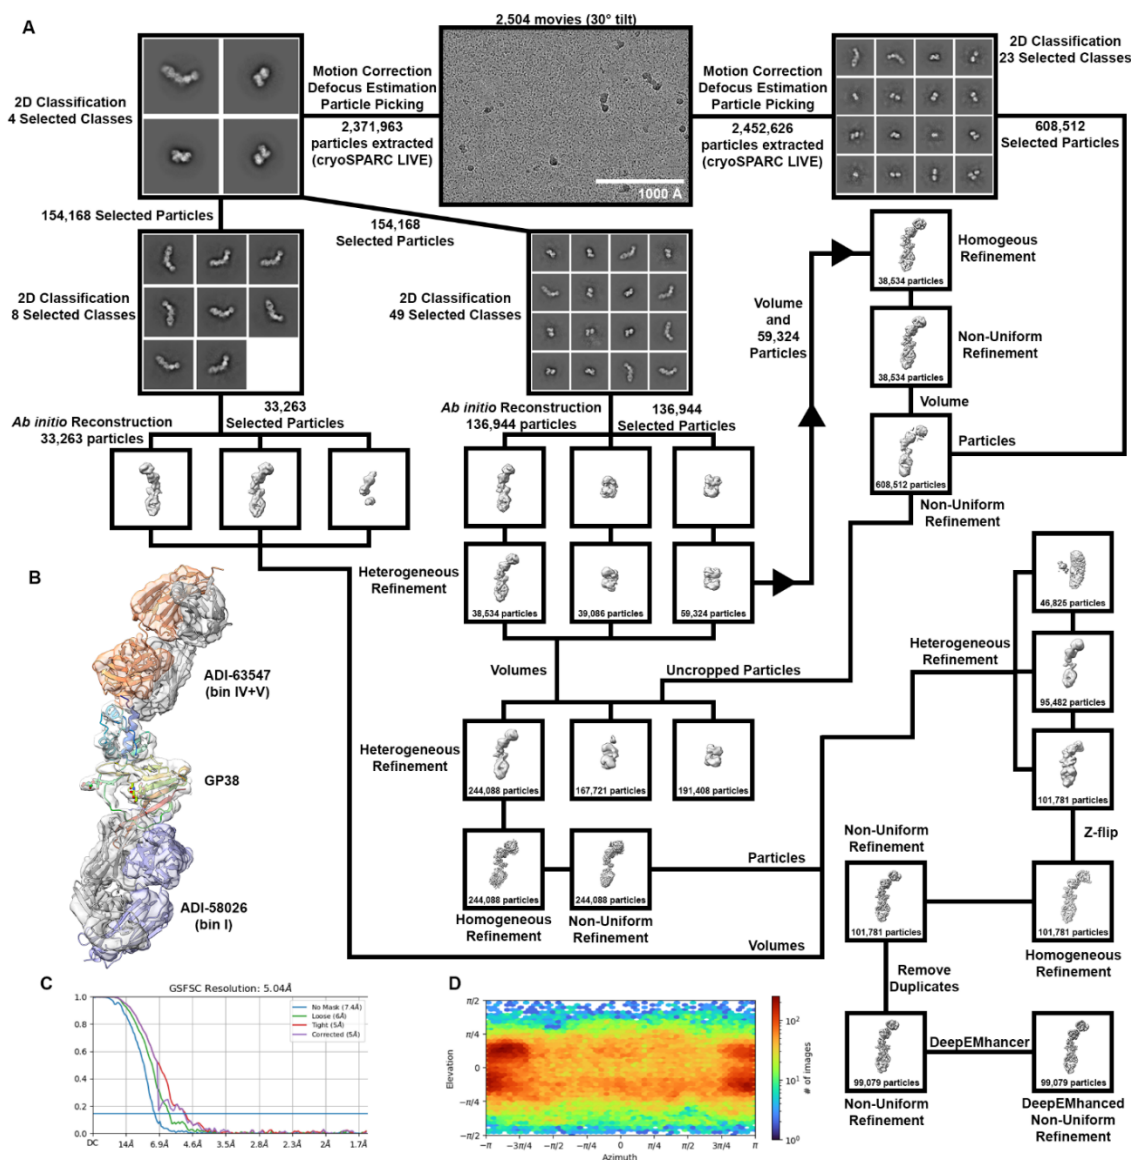 A
2,504 movies (30° tilt)
2D Classification
4 Selected Classes
Motion Correction
Defocus Estimation
Particle Picking
2,371,963
particles extracted
(cryoSPARC LIVE)
1000 Å
Motion Correction
Defocus Estimation
Particle Picking
2,452,626
particles extracted
(cryoSPARC LIVE)
2D Classification
23 Selected Classes
608,512
Selected Particles
154,168 Selected Particles
154,168
Selected Particles
2D Classification
8 Selected Classes
2D Classification
49 Selected Classes
Volume
and
59,324
Particles
Homogeous
Refinement
38,534 particles
Non-Uniform
Refinement
38,534 particles
Volume
Particles
608,512 particles
Non-Uniform
Refinement
Ab initio Reconstruction
33,263 particles
33,263
Selected Particles
Ab initio Reconstruction
136,944 particles
136,944
Selected Particles
Heterogeneous
Refinement
38,534 particles
39,086 particles
59,324 particles
Volumes
Uncropped Particles
Heterogeneous
Refinement
46,825 particles
95,482 particles
101,781 particles
Heterogeneous
Refinement
244,088 particles
167,721 particles
191,408 particles
244,088 particles
244,088 particles
Homogeneous
Refinement
Non-Uniform
Refinement
Particles
Volumes
Z-flip
Non-Uniform
Refinement
101,781 particles
101,781 particles
Homogeneous
Refinement
Remove
Duplicates
99,079 particles
DeepEMhancer
99,079 particles
Non-Uniform
Refinement
DeepEMhanced
Non-Uniform
Refinement
B
ADI-63547
(bin IV+V)
GP38
ADI-58026
(bin I)
C
GSFSC Resolution: 5.04Å
No Mask (7.4Å)
Loose (6Å)
Tight (5Å)
Corrected (5Å)
1.0
0.8
0.6
0.4
0.2
0.0
DC
14Å
6.9Å
4.6Å
3.5Å
2.8Å
2.3Å
2Å
1.7Å
D
Elevation
π/2
π/4
0
−π/4
−π/2
−π
−3π/4
−π/2
−π/4
0
π/4
π/2
3π/4
π
Azimuth
10²
10¹
10⁰
# of images